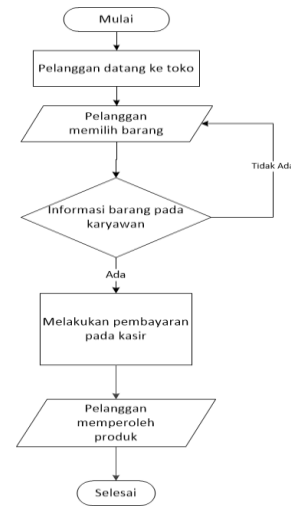 Mulai
Pelanggan datang ke toko
Pelanggan
memilih barang
Tidak Ada
Informasi barang pada
karyawan
Ada
Melakukan pembayaran
pada kasir
Pelanggan
memperoleh
produk
Selesai